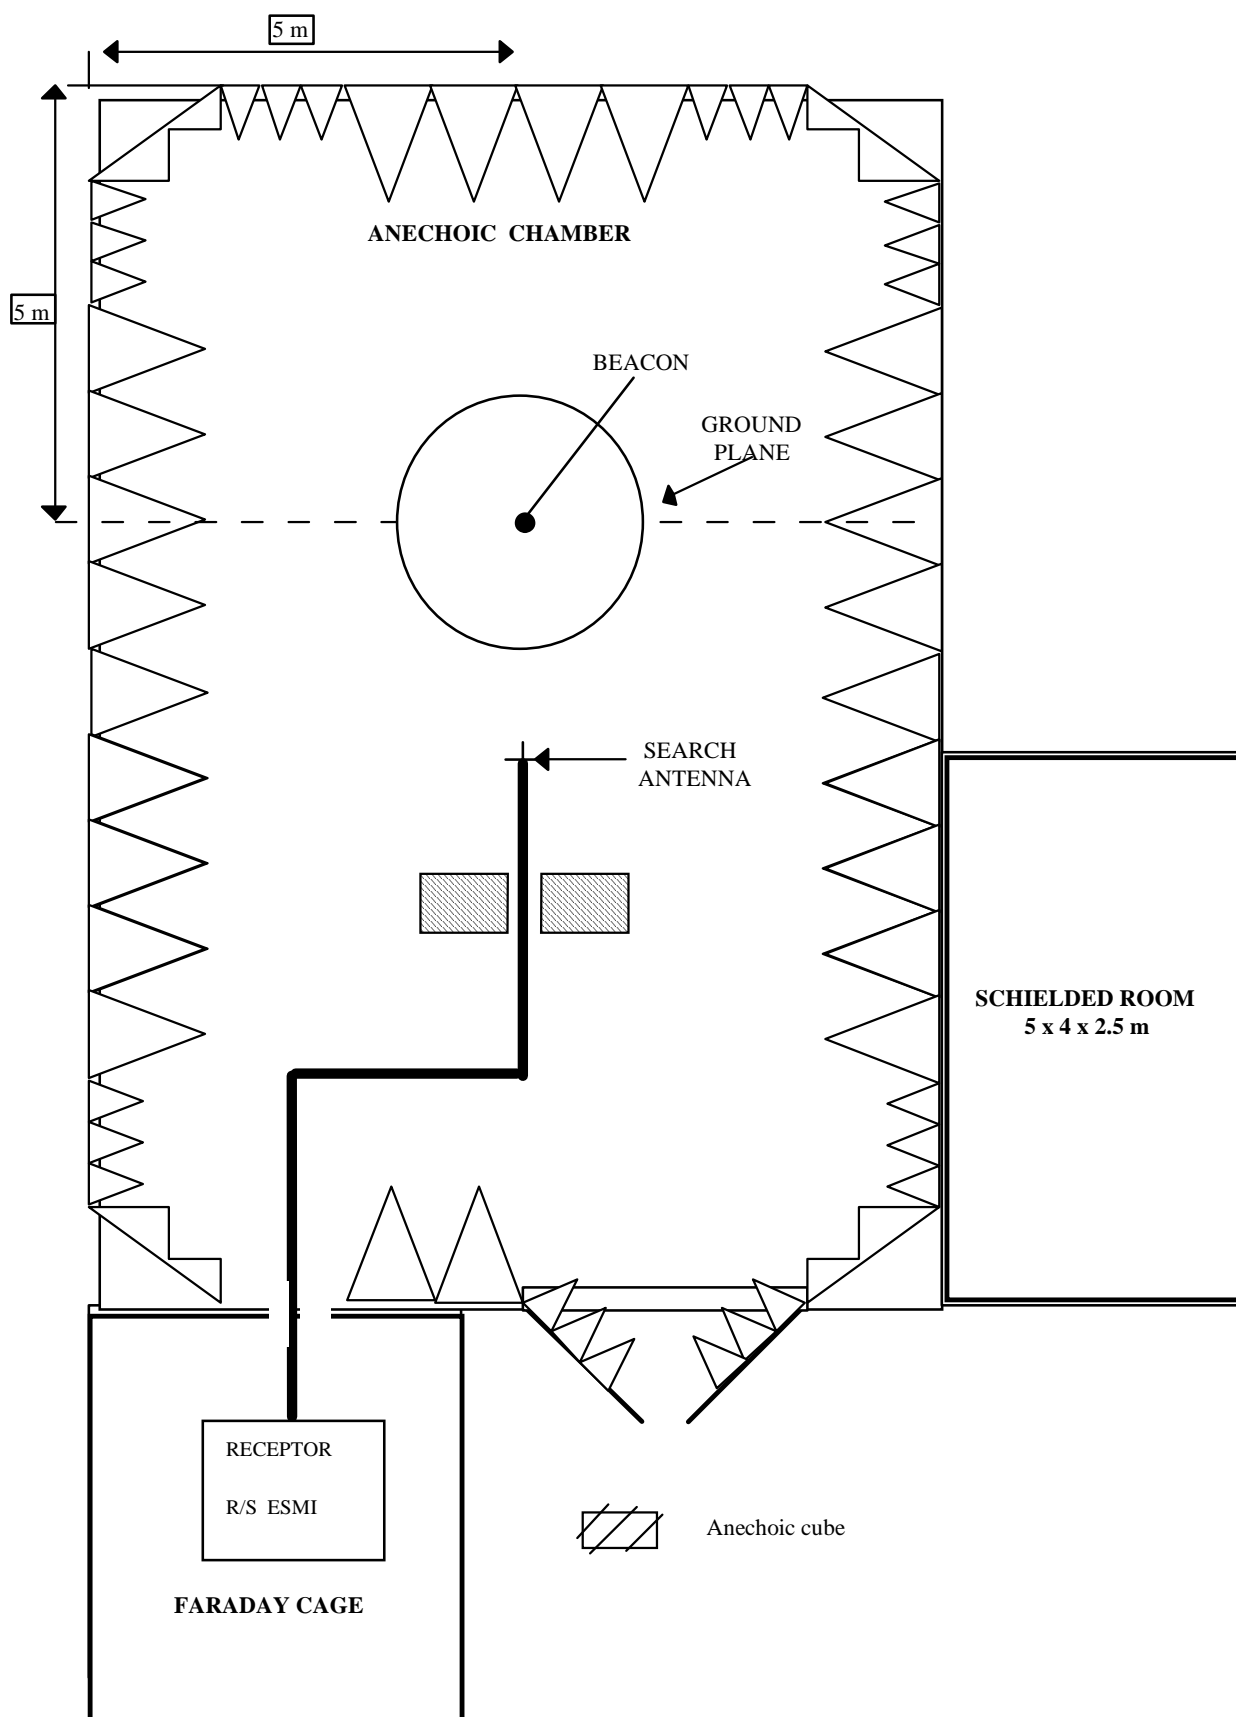 5 m
ANECHOIC CHAMBER
5 m
BEACON
GROUND
PLANE
SEARCH
ANTENNA
SCHIELDED ROOM
5 x 4 x 2.5 m
RECEPTOR
R/S ESMI
Anechoic cube
FARADAY CAGE